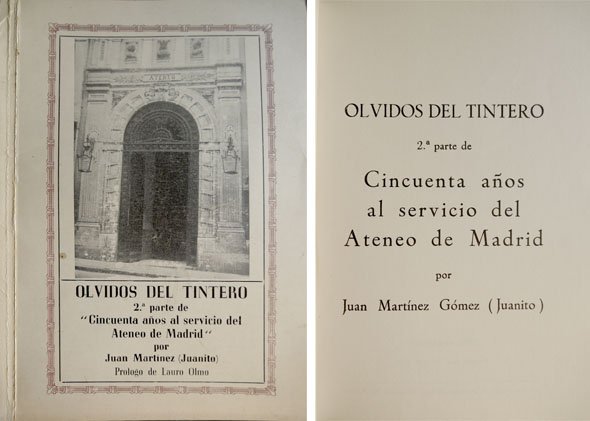 ATENEO
OLVIDOS DEL TINTERO
2.ª parte de
"Cincuenta años al servicio del
Ateneo de Madrid"
por
Juan Martínez (Juanito)
Prologo de Lauro Olmo
OLVIDOS DEL TINTERO
2.ª parte de
Cincuenta años
al servicio del
Ateneo de Madrid
por
Juan Martínez Gómez (Juanito)